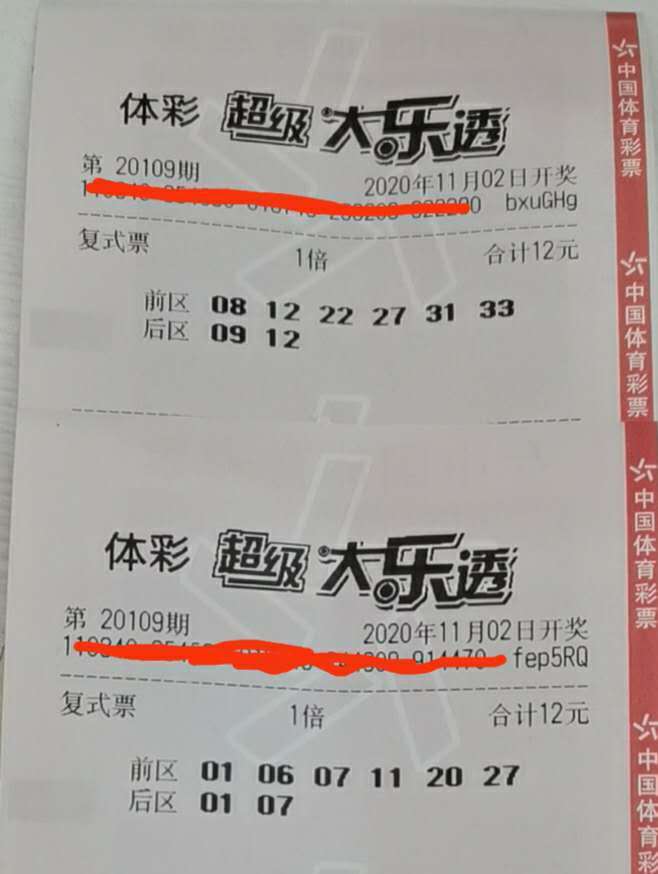 体彩 超级大乐透
第 20109期 2020年11月02日开奖
bxuGHg
复式票 1倍 合计12元
前区 08 12 22 27 31 33
后区 09 12
体彩 超级大乐透
第 20109期 2020年11月02日开奖
fep5RQ
复式票 1倍 合计12元
前区 01 06 07 11 20 27
后区 01 07
中国体育彩票
中国体育彩票
中国体育彩票
中国体育彩